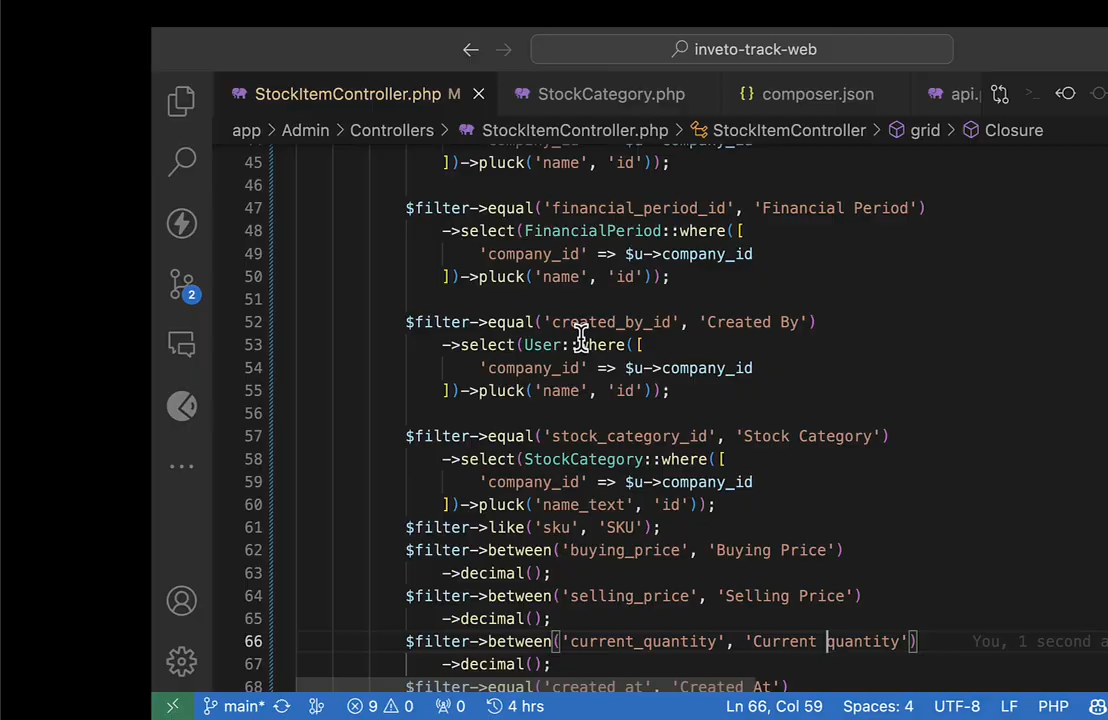 inveto-track-web
StockItemController.php M
StockCategory.php
composer.json
api.
app > Admin > Controllers > StockItemController.php > StockItemController > grid > Closure
45 ])->pluck('name', 'id'));
46
47 $filter->equal('financial_period_id', 'Financial Period')
48 ->select(FinancialPeriod::where([
49 'company_id' => $u->company_id
50 ])->pluck('name', 'id'));
51
52 $filter->equal('created_by_id', 'Created By')
53 ->select(User::where([
54 'company_id' => $u->company_id
55 ])->pluck('name', 'id'));
56
57 $filter->equal('stock_category_id', 'Stock Category')
58 ->select(StockCategory::where([
59 'company_id' => $u->company_id
60 ])->pluck('name_text', 'id'));
61 $filter->like('sku', 'SKU');
62 $filter->between('buying_price', 'Buying Price')
63 ->decimal();
64 $filter->between('selling_price', 'Selling Price')
65 ->decimal();
66 $filter->between('current_quantity', 'Current quantity') You, 1 second a
67 ->decimal();
68 $filter->equal('created_at', 'Created At')
2
main* 9 0 0 4 hrs Ln 66, Col 59 Spaces: 4 UTF-8 LF PHP